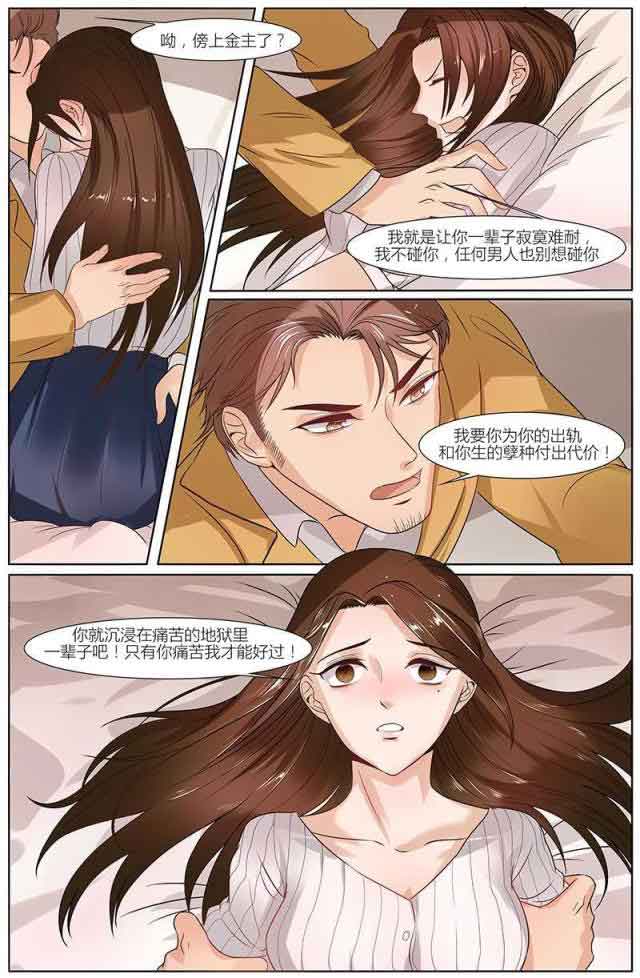 呦，傍上金主了？
我就是让你一辈子寂寞难耐，
我不碰你，任何男人也别想碰你
我要你为你的出轨
和你生的孽种付出代价！
你就沉浸在痛苦的地狱里
一辈子吧！只有你痛苦我才能好过！